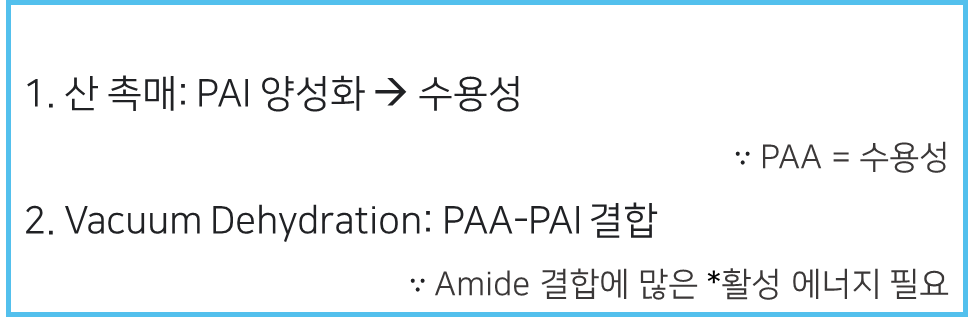 1. 산 촉매: PAI 양성화 → 수용성
∵ PAA = 수용성
2. Vacuum Dehydration: PAA-PAI 결합
∵ Amide 결합에 많은 *활성 에너지 필요